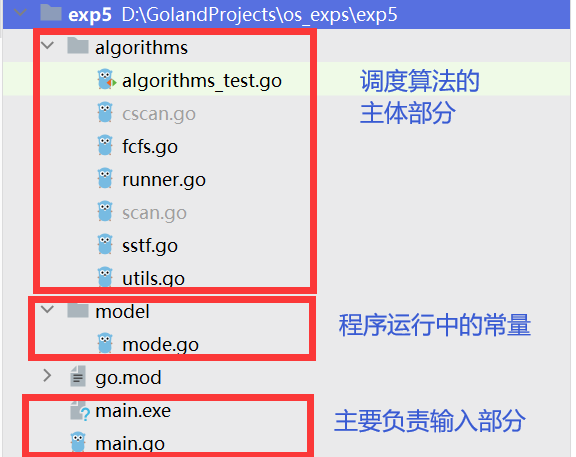 exp5 D:\GolandProjects\os_exps\exp5
algorithms
algorithms_test.go
cscan.go
fcfs.go
runner.go
scan.go
sstf.go
utils.go
调度算法的
主体部分
model
mode.go
程序运行中的常量
go.mod
main.exe
main.go
主要负责输入部分